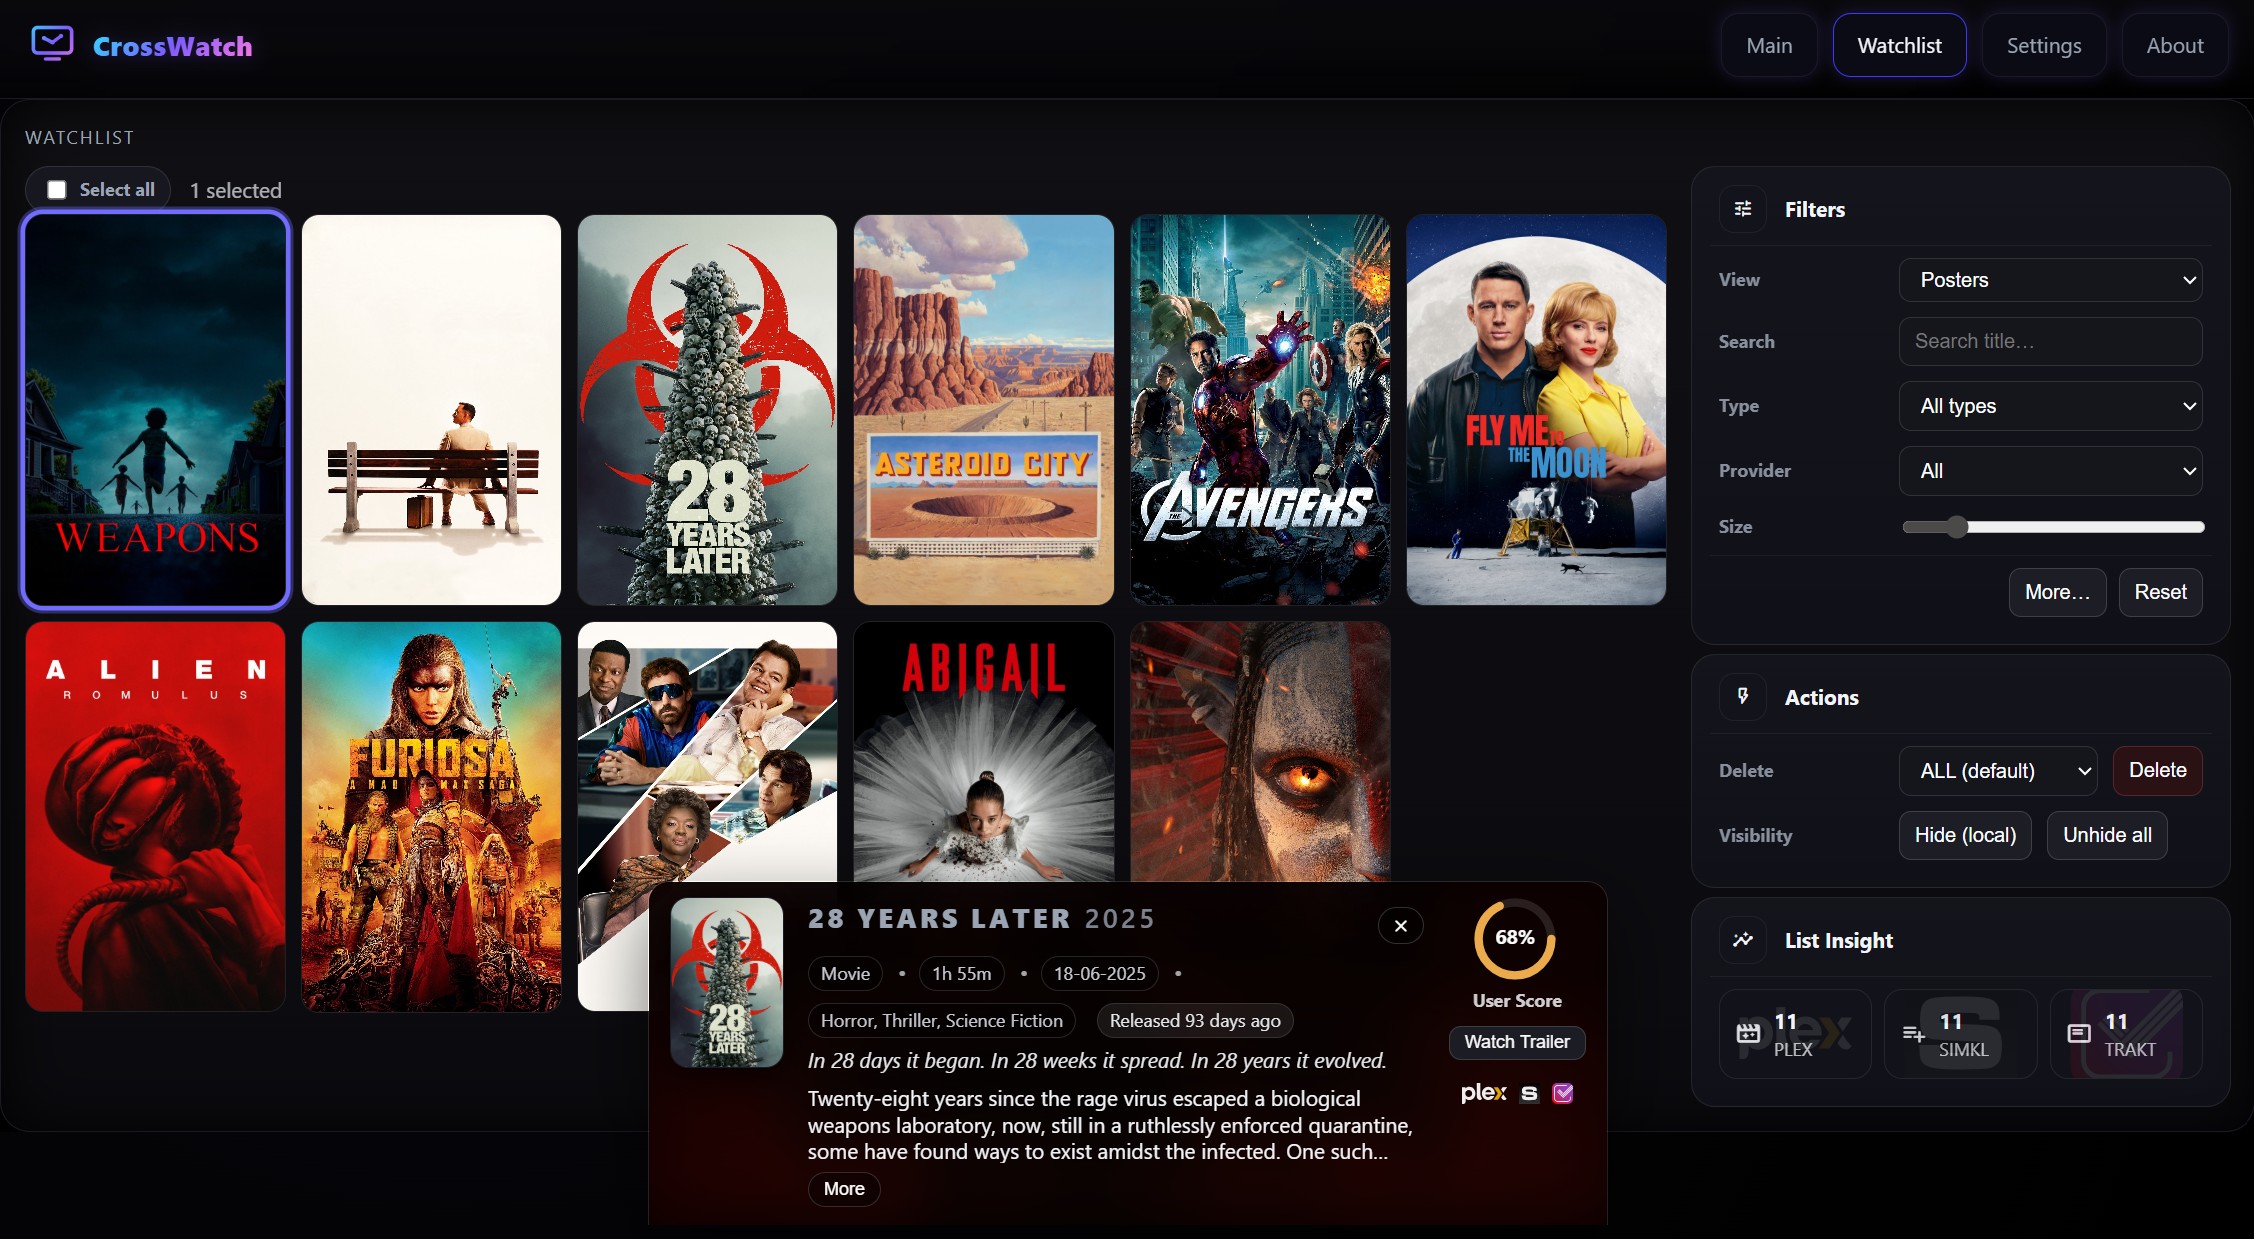 CrossWatch
Main
Watchlist
Settings
About
WATCHLIST
Select all
1 selected
WEAPONS
28
YEARS
LATER
ASTEROID CITY
THE
AVENGERS
FLY ME TO
THE MOON
ALIEN
ROMULUS
FURIOSA
A MAD MAX SAGA
ABIGAIL
Filters
View
Posters
Search
Search title…
Type
All types
Provider
All
Size
More…
Reset
Actions
Delete
ALL (default)
Delete
Visibility
Hide (local)
Unhide all
List Insight
plex
11
PLEX
S
11
SIMKL
11
TRAKT
28
YEARS
LATER
28 YEARS LATER 2025
Movie • 1h 55m • 18-06-2025 •
Horror, Thriller, Science Fiction
Released 93 days ago
In 28 days it began. In 28 weeks it spread. In 28 years it evolved.
Twenty-eight years since the rage virus escaped a biological
weapons laboratory, now, still in a ruthlessly enforced quarantine,
some have found ways to exist amidst the infected. One such…
More
68%
User Score
Watch Trailer
plex S